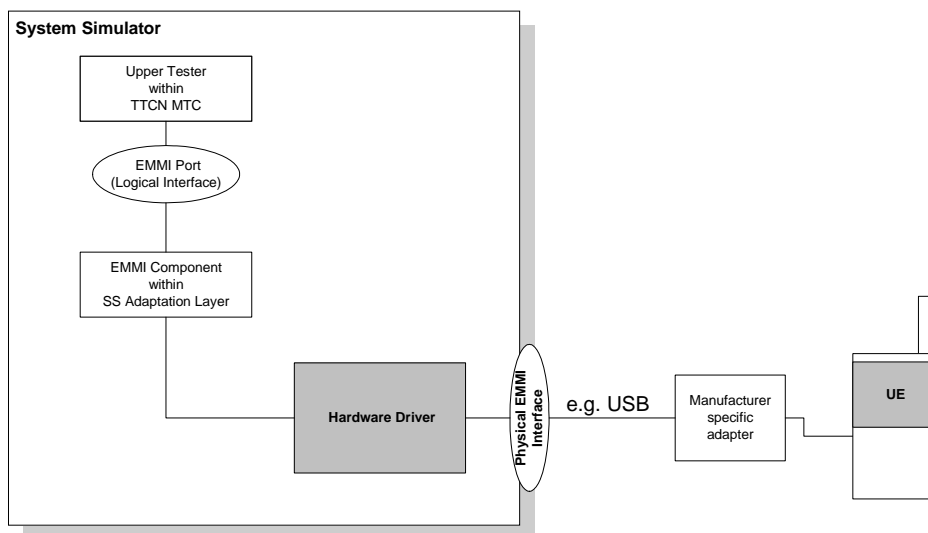 System Simulator
Upper Tester
within
TTCN MTC
EMMI Port
(Logical Interface)
EMMI Component
within
SS Adaptation Layer
Hardware Driver
Physical EMMI
Interface
e.g. USB
Manufacturer
specific
adapter
UE